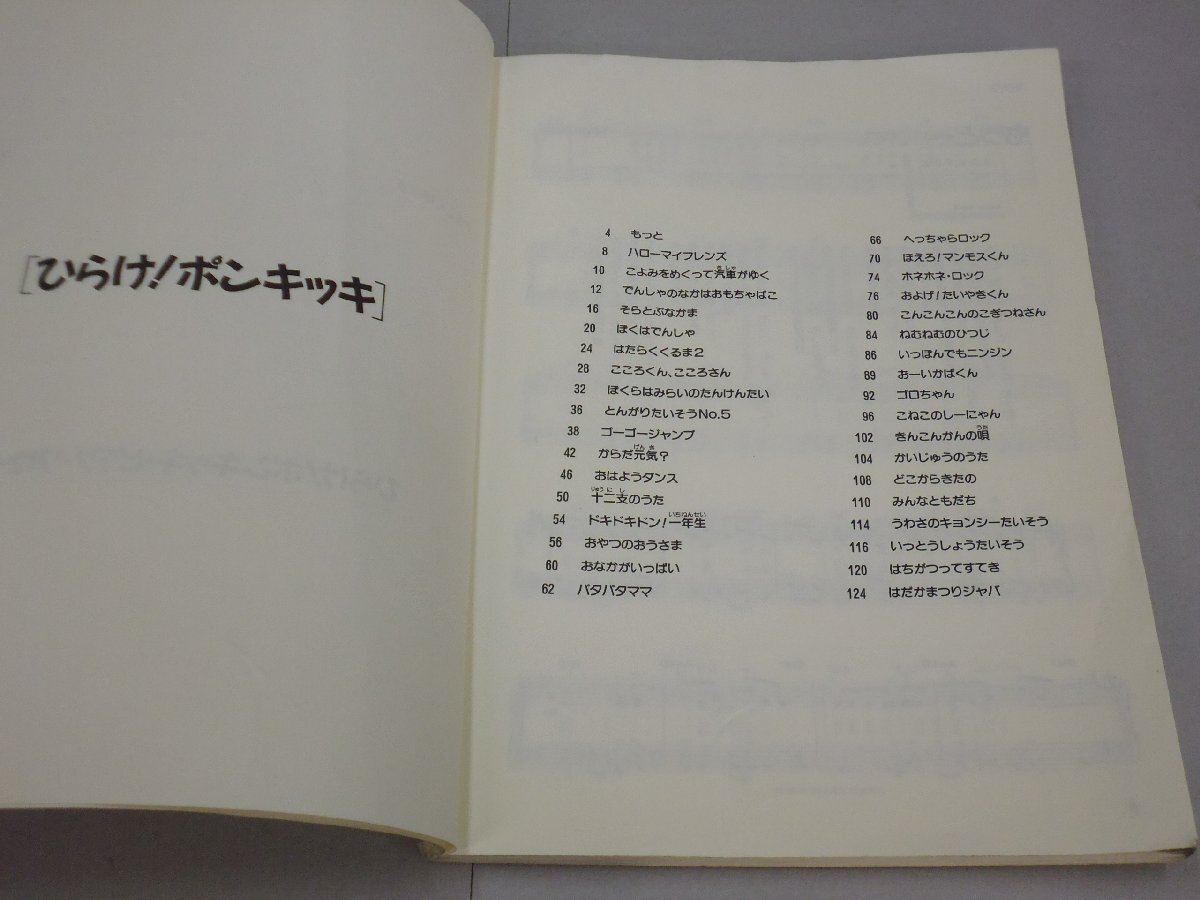 [ひらけ!ポンキッキ]
4 もっと
8 ハローマイフレンズ
10 こよみをめくって汽車がゆく
12 でんしゃのなかはおもちゃばこ
16 そらとぶなかま
20 ぼくはでんしゃ
24 はたらくくるま2
28 こころくん、こころさん
32 ぼくらはみらいのたんけんたい
36 とんがりたいそうNo.5
38 ゴーゴージャンプ
42 からだ元気?
46 おはようダンス
50 十二支のうた
54 ドキドキドン!一年生
56 おやつのおうさま
60 おなかがいっぱい
62 パタパタママ
66 へっちゃらロック
70 ほえろ!マンモスくん
74 ホネホネ・ロック
76 およげ!たいやきくん
80 こんこんこんのこぎつねさん
84 ねむねむのひつじ
86 いっぽんでもニンジン
89 おーいかばくん
92 ゴロちゃん
96 こねこのしーにゃん
102 きんこんかんの唄
104 かいじゅうのうた
108 どこからきたの
110 みんなともだち
114 うわさのキョンシーたいそう
116 いっとうしょうたいそう
120 はちがつってすてき
124 はだかまつりジャパ